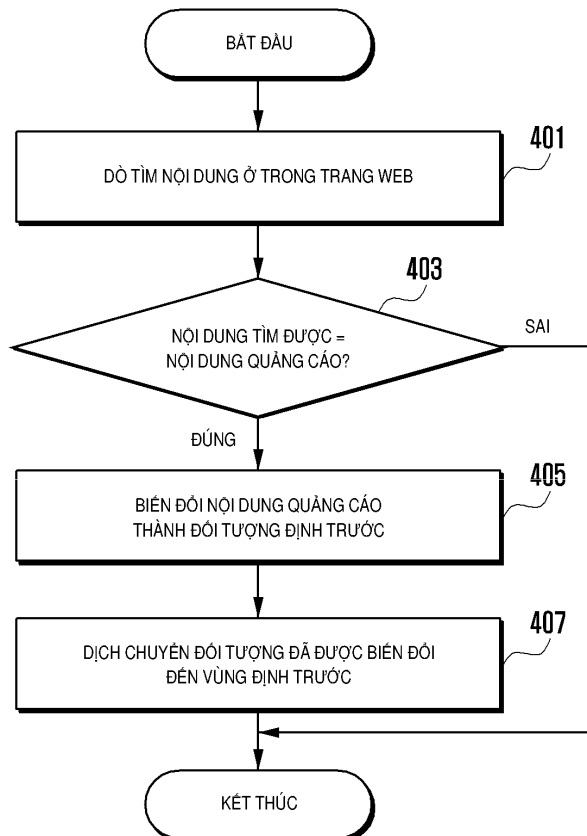 BẮT ĐẦU
401
DÒ TÌM NỘI DUNG Ở TRONG TRANG WEB
403
NỘI DUNG TÌM ĐƯỢC =
NỘI DUNG QUẢNG CÁO?
SAI
ĐÚNG
405
BIẾN ĐỔI NỘI DUNG QUẢNG CÁO
THÀNH ĐỐI TƯỢNG ĐỊNH TRƯỚC
407
DỊCH CHUYỂN ĐỐI TƯỢNG ĐÃ ĐƯỢC BIẾN ĐỔI
ĐẾN VÙNG ĐỊNH TRƯỚC
KẾT THÚC